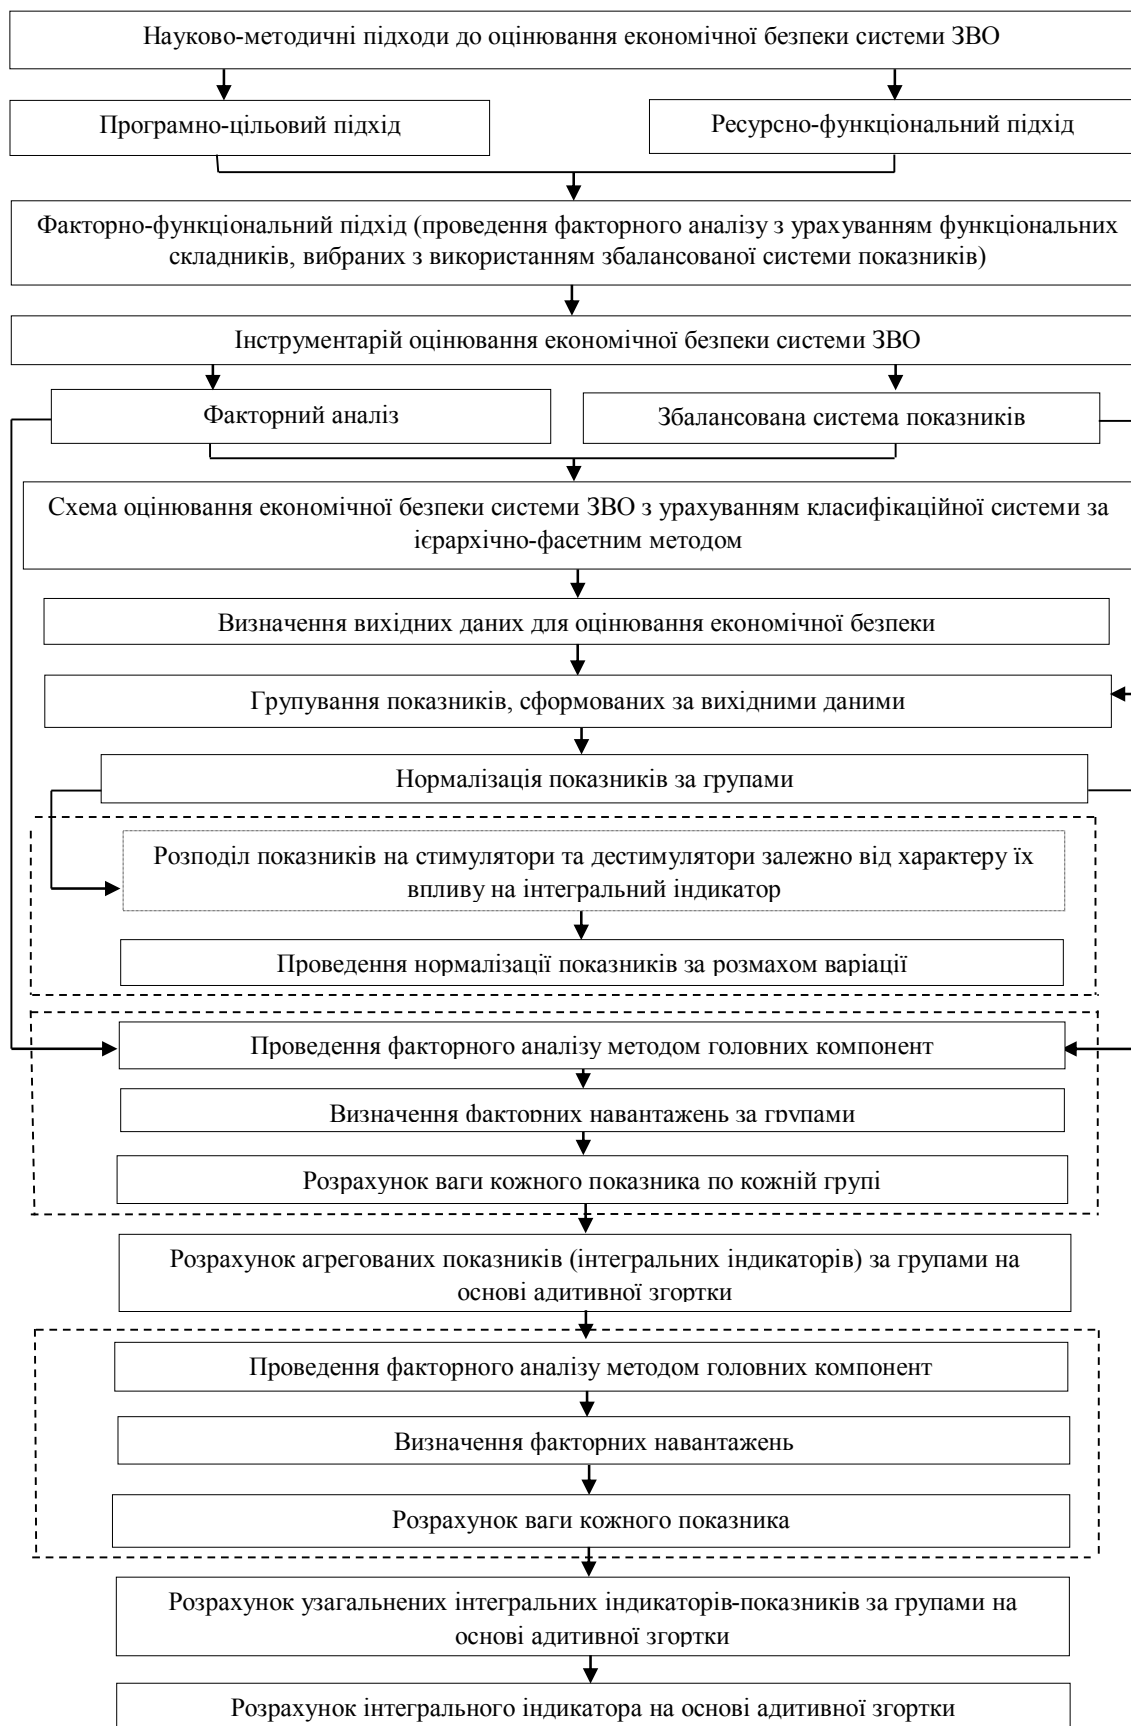 Науково-методичні підходи до оцінювання економічної безпеки системи ЗВО
Програмно-цільовий підхід
Ресурсно-функціональний підхід
Факторно-функціональний підхід (проведення факторного аналізу з урахуванням функціональних
складників, вибраних з використанням збалансованої системи показників)
Інструментарій оцінювання економічної безпеки системи ЗВО
Факторний аналіз
Збалансована система показників
Схема оцінювання економічної безпеки системи ЗВО з урахуванням класифікаційної системи за
ієрархічно-фасетним методом
Визначення вихідних даних для оцінювання економічної безпеки
Групування показників, сформованих за вихідними даними
Нормалізація показників за групами
Розподіл показників на стимулятори та дестимулятори залежно від характеру їх
впливу на інтегральний індикатор
Проведення нормалізації показників за розмахом варіації
Проведення факторного аналізу методом головних компонент
Визначення факторних навантажень за групами
Розрахунок ваги кожного показника по кожній групі
Розрахунок агрегованих показників (інтегральних індикаторів) за групами на
основі адитивної згортки
Проведення факторного аналізу методом головних компонент
Визначення факторних навантажень
Розрахунок ваги кожного показника
Розрахунок узагальнених інтегральних індикаторів-показників за групами на
основі адитивної згортки
Розрахунок інтегрального індикатора на основі адитивної згортки